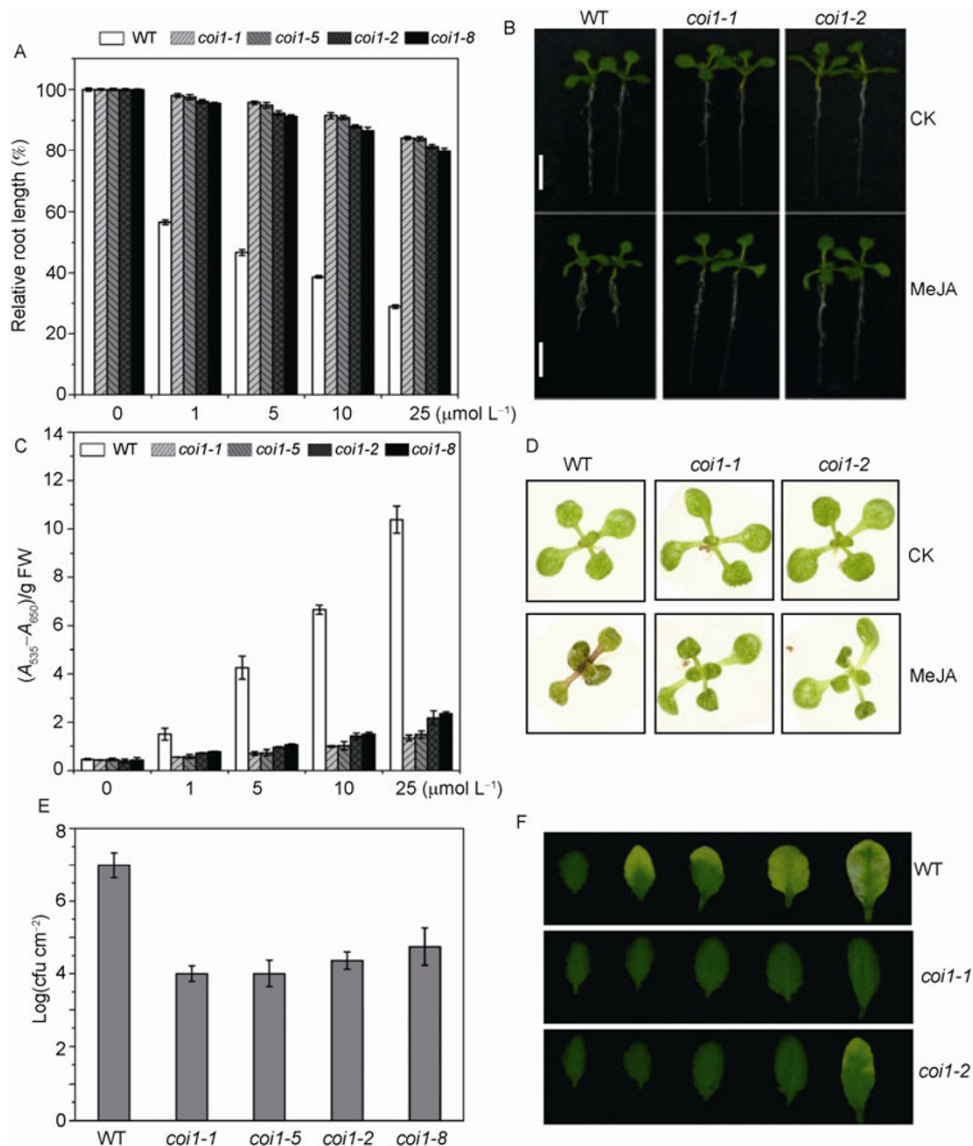 A
WT coi1-1 coi1-5 coi1-2 coi1-8
Relative root length (%)
100
80
60
40
20
0
0 1 5 10 25 (μmol L⁻¹)
B
WT coi1-1 coi1-2
CK
MeJA
C
WT coi1-1 coi1-5 coi1-2 coi1-8
(A₅₃₅−A₆₅₀)/g FW
14
12
10
8
6
4
2
0
0 1 5 10 25 (μmol L⁻¹)
D
WT coi1-1 coi1-2
CK
MeJA
E
Log(cfu cm⁻²)
8
6
4
2
0
WT coi1-1 coi1-5 coi1-2 coi1-8
F
WT
coi1-1
coi1-2